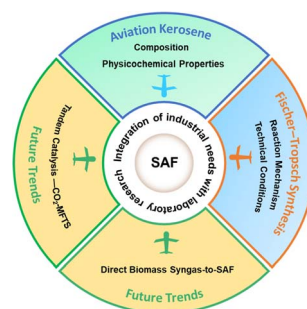 Aviation Kerosene
Composition
Physicochemical Properties
Fischer–Tropsch Synthesis
Reaction Mechanism
Technical Conditions
Future Trends
Direct Biomass Syngas-to-SAF
Future Trends
Tandem Catalysis —CO₂-MFTS
Integration of industrial needs with laboratory research
SAF